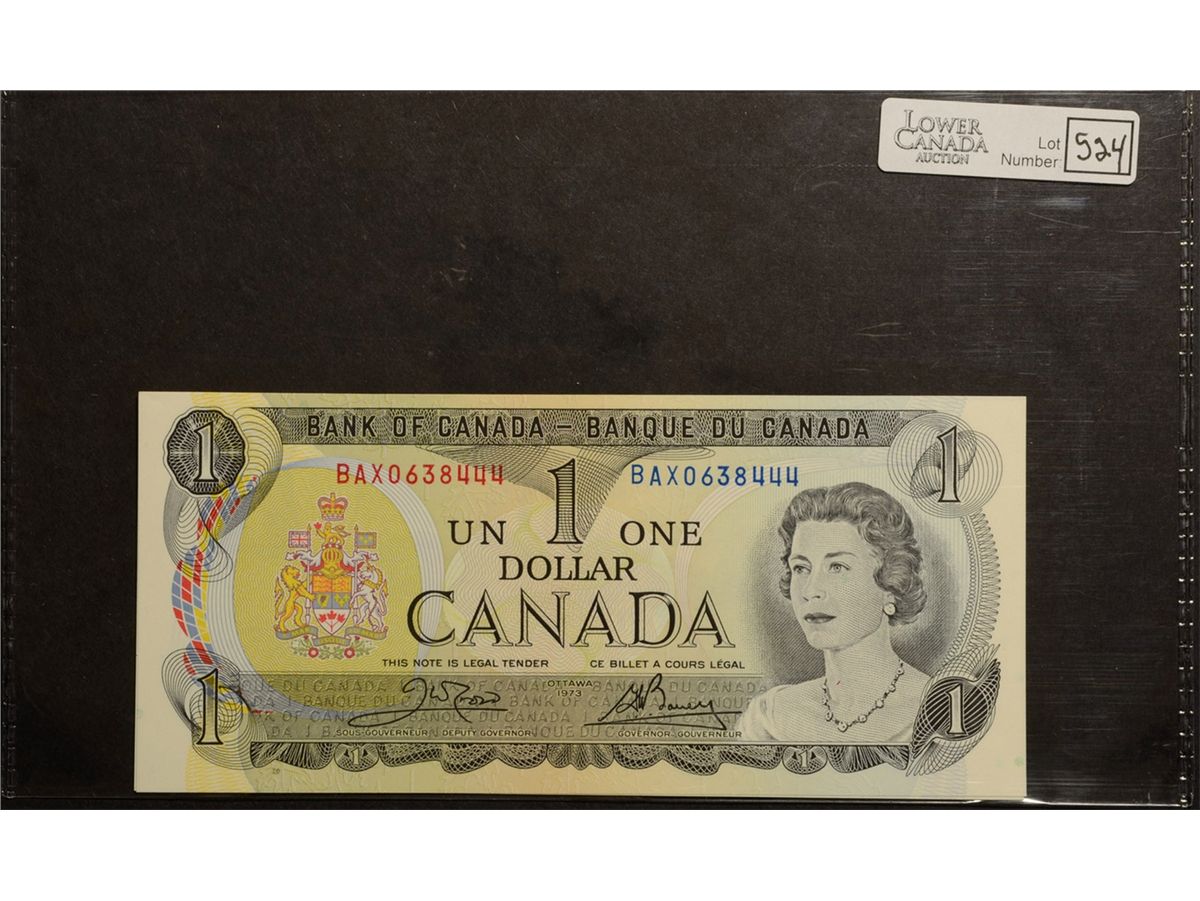 LOWER
CANADA
AUCTION
Lot
Number:
524
1
BANK OF CANADA – BANQUE DU CANADA
1
BAX0638444
BAX0638444
UN 1 ONE
DOLLAR
CANADA
THIS NOTE IS LEGAL TENDER CE BILLET A COURS LÉGAL
OTTAWA
1973
SOUS-GOUVERNEUR DEPUTY GOVERNOR
GOVERNOR GOUVERNEUR
1
1
1
1